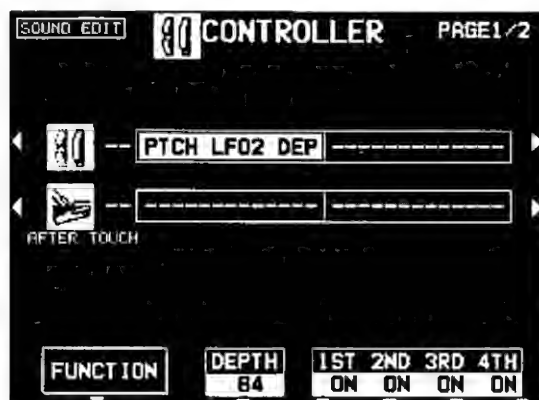 SOUND EDIT CONTROLLER PAGE1/2
-- PTCH LFO2 DEP -------------
-- ------------- -------------
AFTER TOUCH
FUNCTION DEPTH 1ST 2ND 3RD 4TH
64 ON ON ON ON